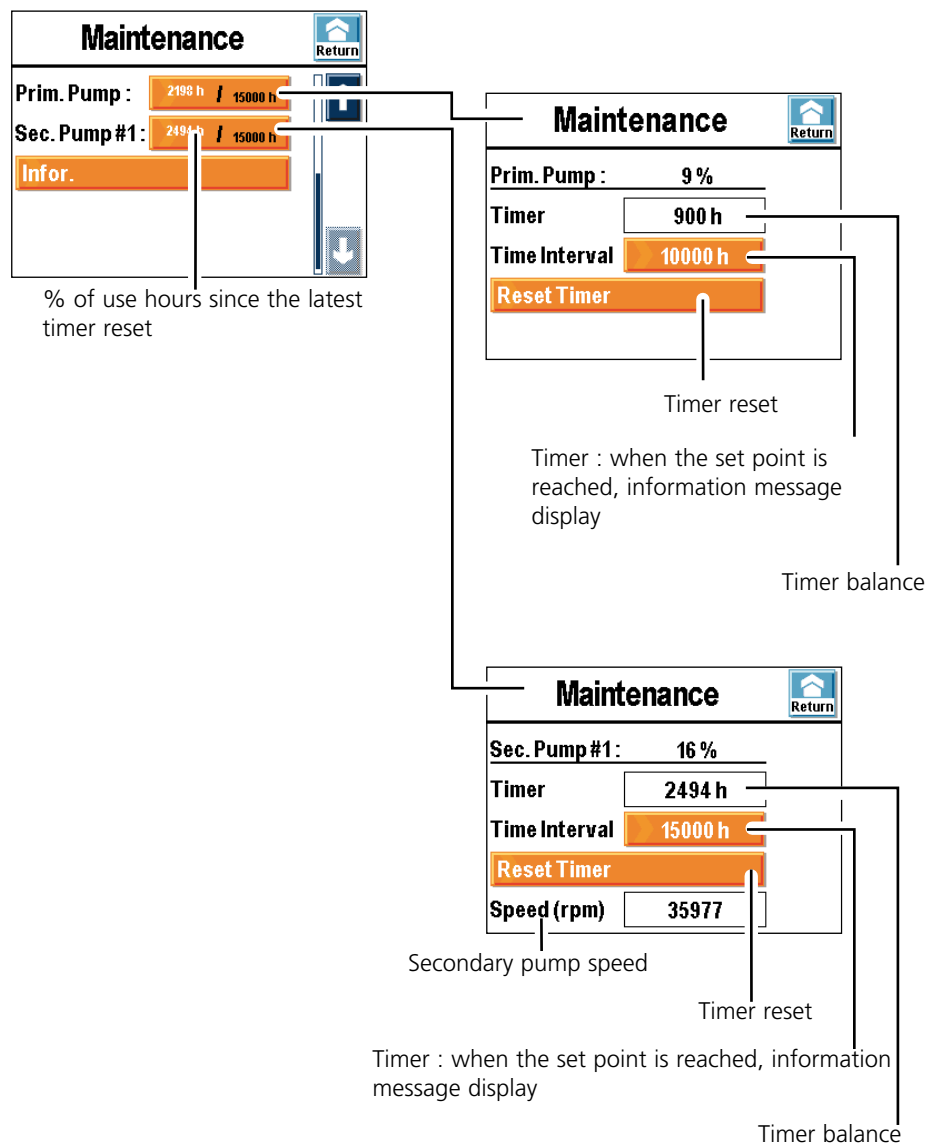 Maintenance
Return
Prim. Pump : 2198 h / 15000 h
Sec. Pump #1 : 2494 h / 15000 h
Infor.
% of use hours since the latest
timer reset
Maintenance
Return
Prim. Pump : 9 %
Timer 900 h
Time Interval 10000 h
Reset Timer
Timer reset
Timer : when the set point is
reached, information message
display
Timer balance
Maintenance
Return
Sec. Pump #1 : 16 %
Timer 2494 h
Time Interval 15000 h
Reset Timer
Speed (rpm) 35977
Secondary pump speed
Timer reset
Timer : when the set point is reached, information
message display
Timer balance